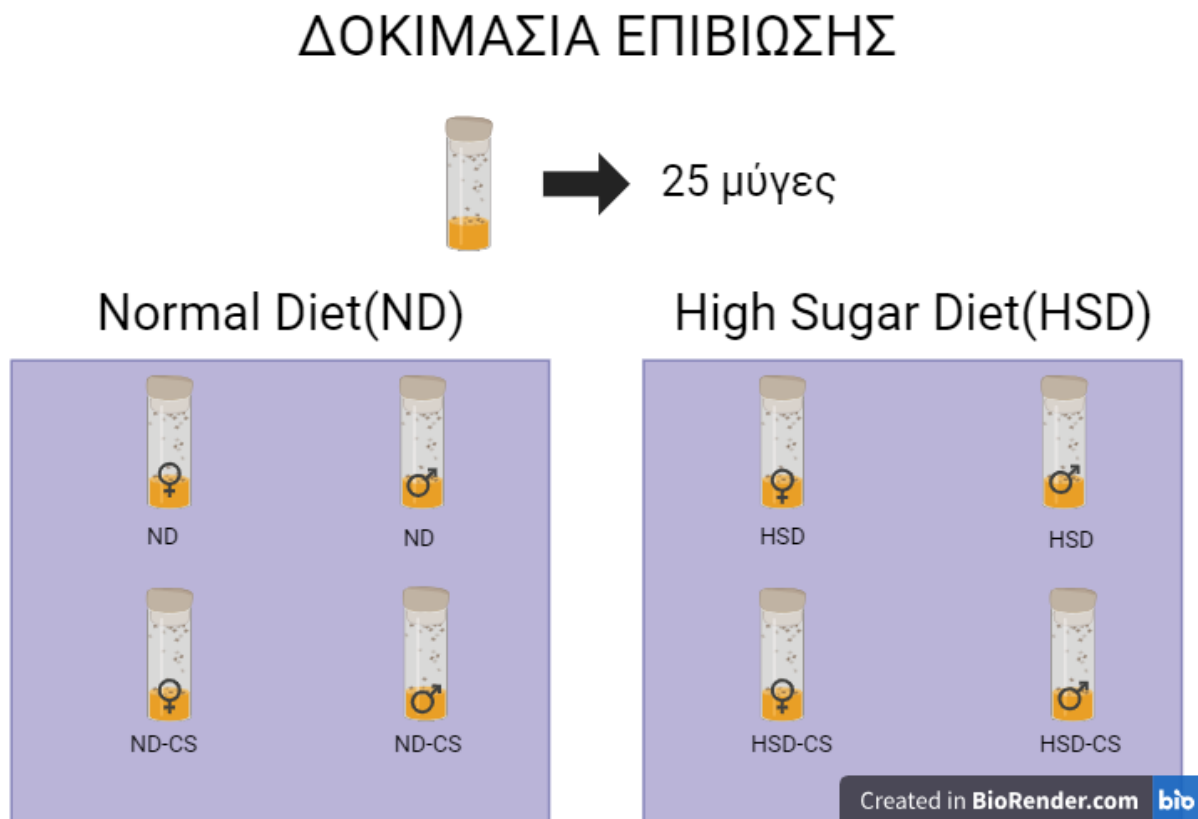 ΔΟΚΙΜΑΣΙΑ ΕΠΙΒΙΩΣΗΣ
25 μύγες
Normal Diet(ND)
High Sugar Diet(HSD)
ND
ND
HSD
HSD
ND-CS
ND-CS
HSD-CS
HSD-CS
Created in BioRender.com bio